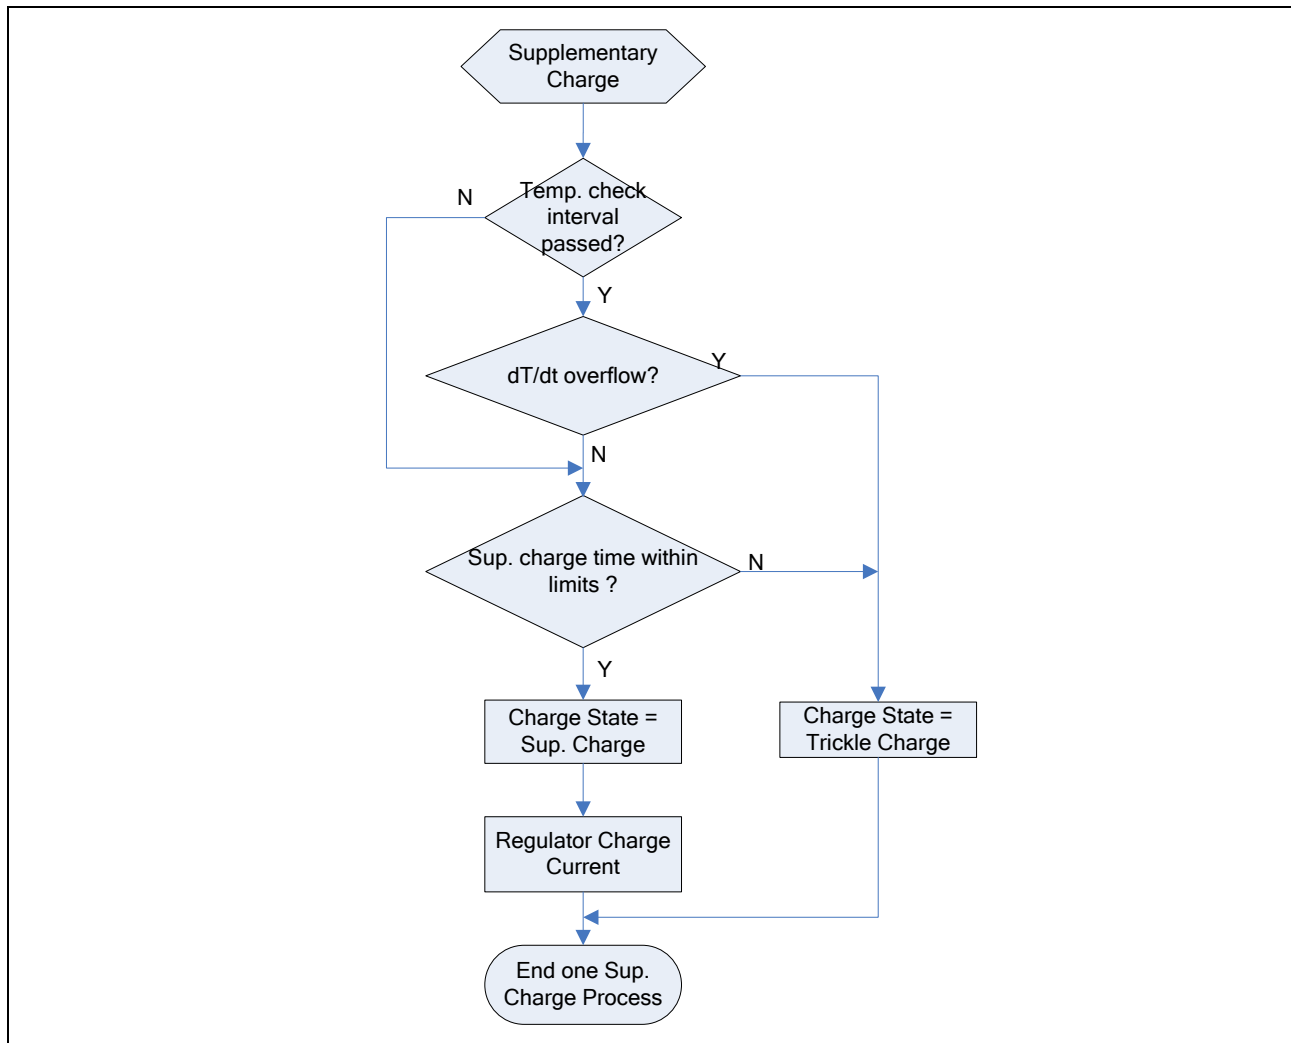 Supplementary
Charge
N
Temp. check
interval
passed?
Y
dT/dt overflow?
Y
N
Sup. charge time within
limits ?
N
Y
Charge State =
Sup. Charge
Charge State =
Trickle Charge
Regulator Charge
Current
End one Sup.
Charge Process